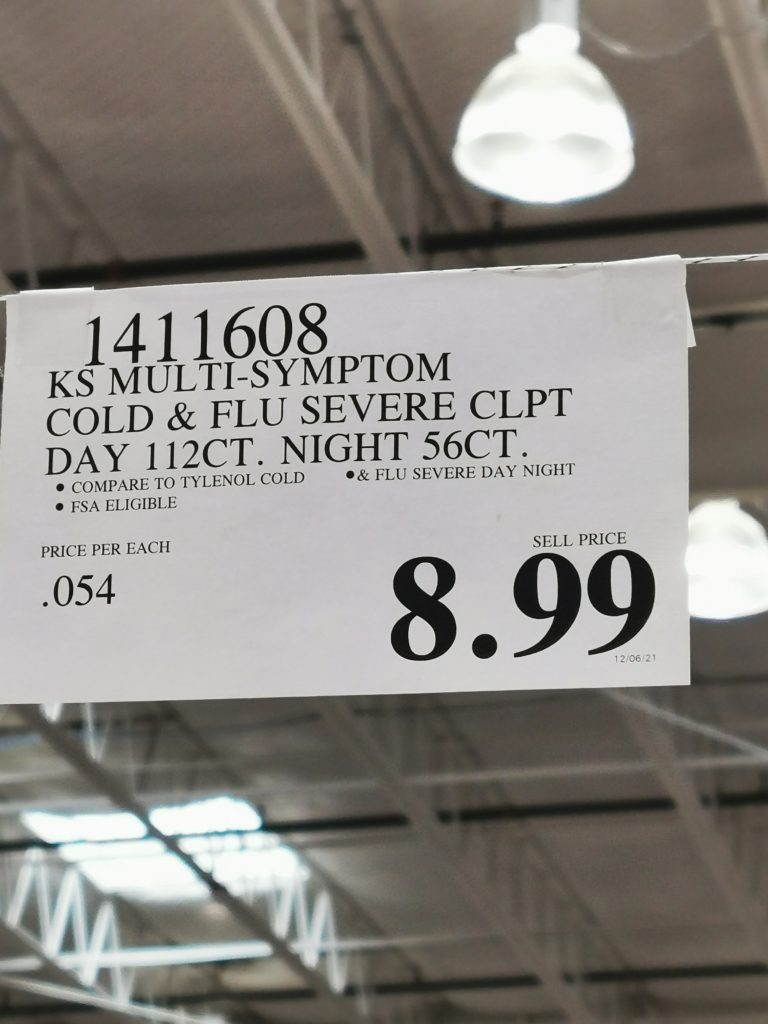 1411608
KS MULTI-SYMPTOM
COLD & FLU SEVERE CLPT
DAY 112CT. NIGHT 56CT.
• COMPARE TO TYLENOL COLD •& FLU SEVERE DAY NIGHT
• FSA ELIGIBLE
PRICE PER EACH
.054
SELL PRICE
8.99
12/06/21